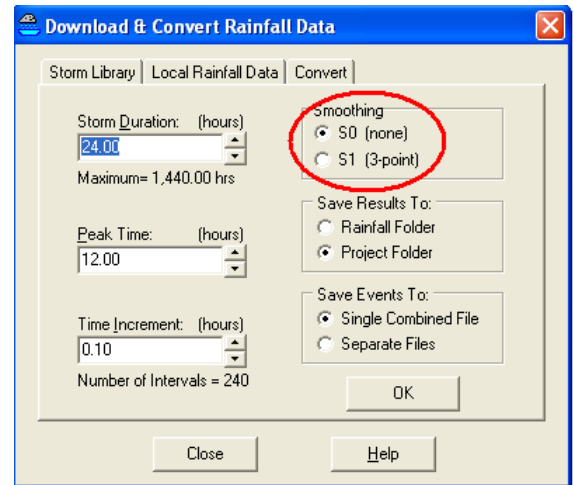 Download & Convert Rainfall Data
Storm Library Local Rainfall Data Convert
Storm Duration: (hours)
24.00
Maximum= 1,440.00 hrs
Peak Time: (hours)
12.00
Time Increment: (hours)
0.10
Number of Intervals = 240
Smoothing
S0 (none)
S1 (3-point)
Save Results To:
Rainfall Folder
Project Folder
Save Events To:
Single Combined File
Separate Files
OK
Close Help